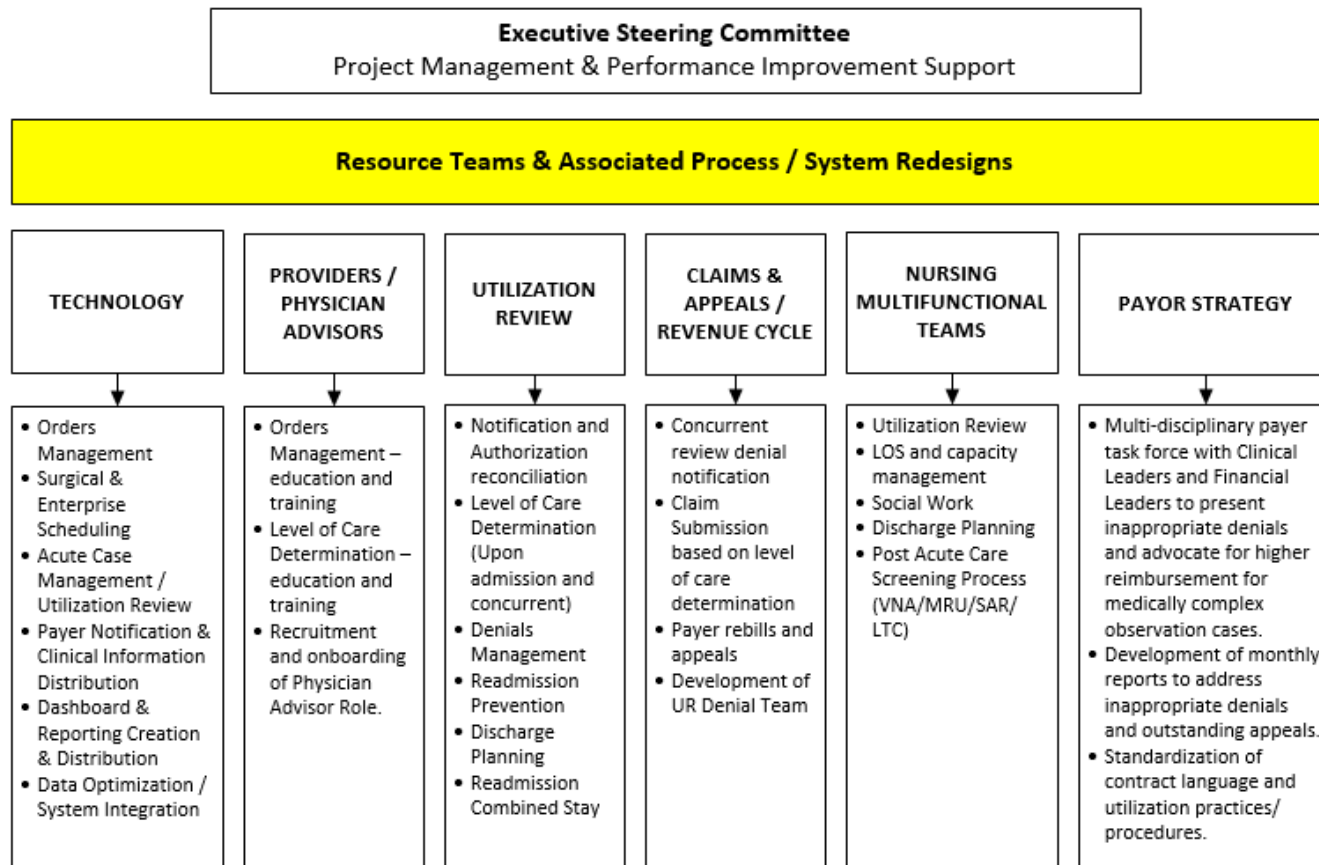 Executive Steering Committee
Project Management & Performance Improvement Support
Resource Teams & Associated Process / System Redesigns
TECHNOLOGY
• Orders
Management
• Surgical &
Enterprise
Scheduling
• Acute Case
Management /
Utilization Review
• Payer Notification &
Clinical Information
Distribution
• Dashboard &
Reporting Creation
& Distribution
• Data Optimization /
System Integration
PROVIDERS /
PHYSICIAN
ADVISORS
• Orders
Management –
education and
training
• Level of Care
Determination –
education and
training
• Recruitment
and onboarding
of Physician
Advisor Role.
UTILIZATION
REVIEW
• Notification and
Authorization
reconciliation
• Level of Care
Determination
(Upon
admission and
concurrent)
• Denials
Management
• Readmission
Prevention
• Discharge
Planning
• Readmission
Combined Stay
CLAIMS &
APPEALS /
REVENUE CYCLE
• Concurrent
review denial
notification
• Claim
Submission
based on level
of care
determination
• Payer rebills and
appeals
• Development of
UR Denial Team
NURSING
MULTIFUNCTIONAL
TEAMS
• Utilization Review
• LOS and capacity
management
• Social Work
• Discharge Planning
• Post Acute Care
Screening Process
(VNA/MRU/SAR/
LTC)
PAYOR STRATEGY
• Multi-disciplinary payer
task force with Clinical
Leaders and Financial
Leaders to present
inappropriate denials
and advocate for higher
reimbursement for
medically complex
observation cases.
• Development of monthly
reports to address
inappropriate denials
and outstanding appeals.
• Standardization of
contract language and
utilization practices/
procedures.